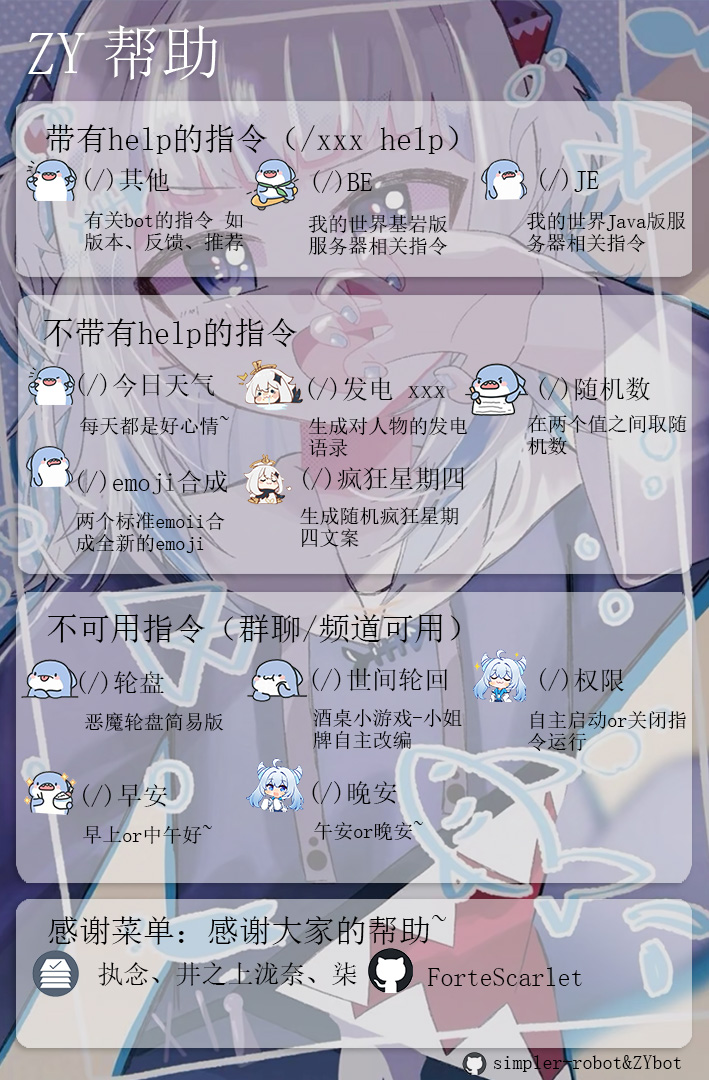 ZY 帮助
带有help的指令（/xxx help）
(/)其他
有关bot的指令 如
版本、反馈、推荐
(/)BE
我的世界基岩版
服务器相关指令
(/)JE
我的世界Java版服
务器相关指令
不带有help的指令
(/)今日天气
每天都是好心情~
(/)发电 xxx
生成对人物的发电
语录
(/)随机数
在两个值之间取随
机数
(/)emoji合成
两个标准emoii合
成全新的emoji
(/)疯狂星期四
生成随机疯狂星期
四文案
不可用指令（群聊/频道可用）
(/)轮盘
恶魔轮盘简易版
(/)世间轮回
酒桌小游戏-小姐
牌自主改编
(/)权限
自主启动or关闭指
令运行
(/)早安
早上or中午好~
(/)晚安
午安or晚安~
感谢菜单：感谢大家的帮助~
执念、井之上泷奈、柒
ForteScarlet
simpler-robot&ZYbot